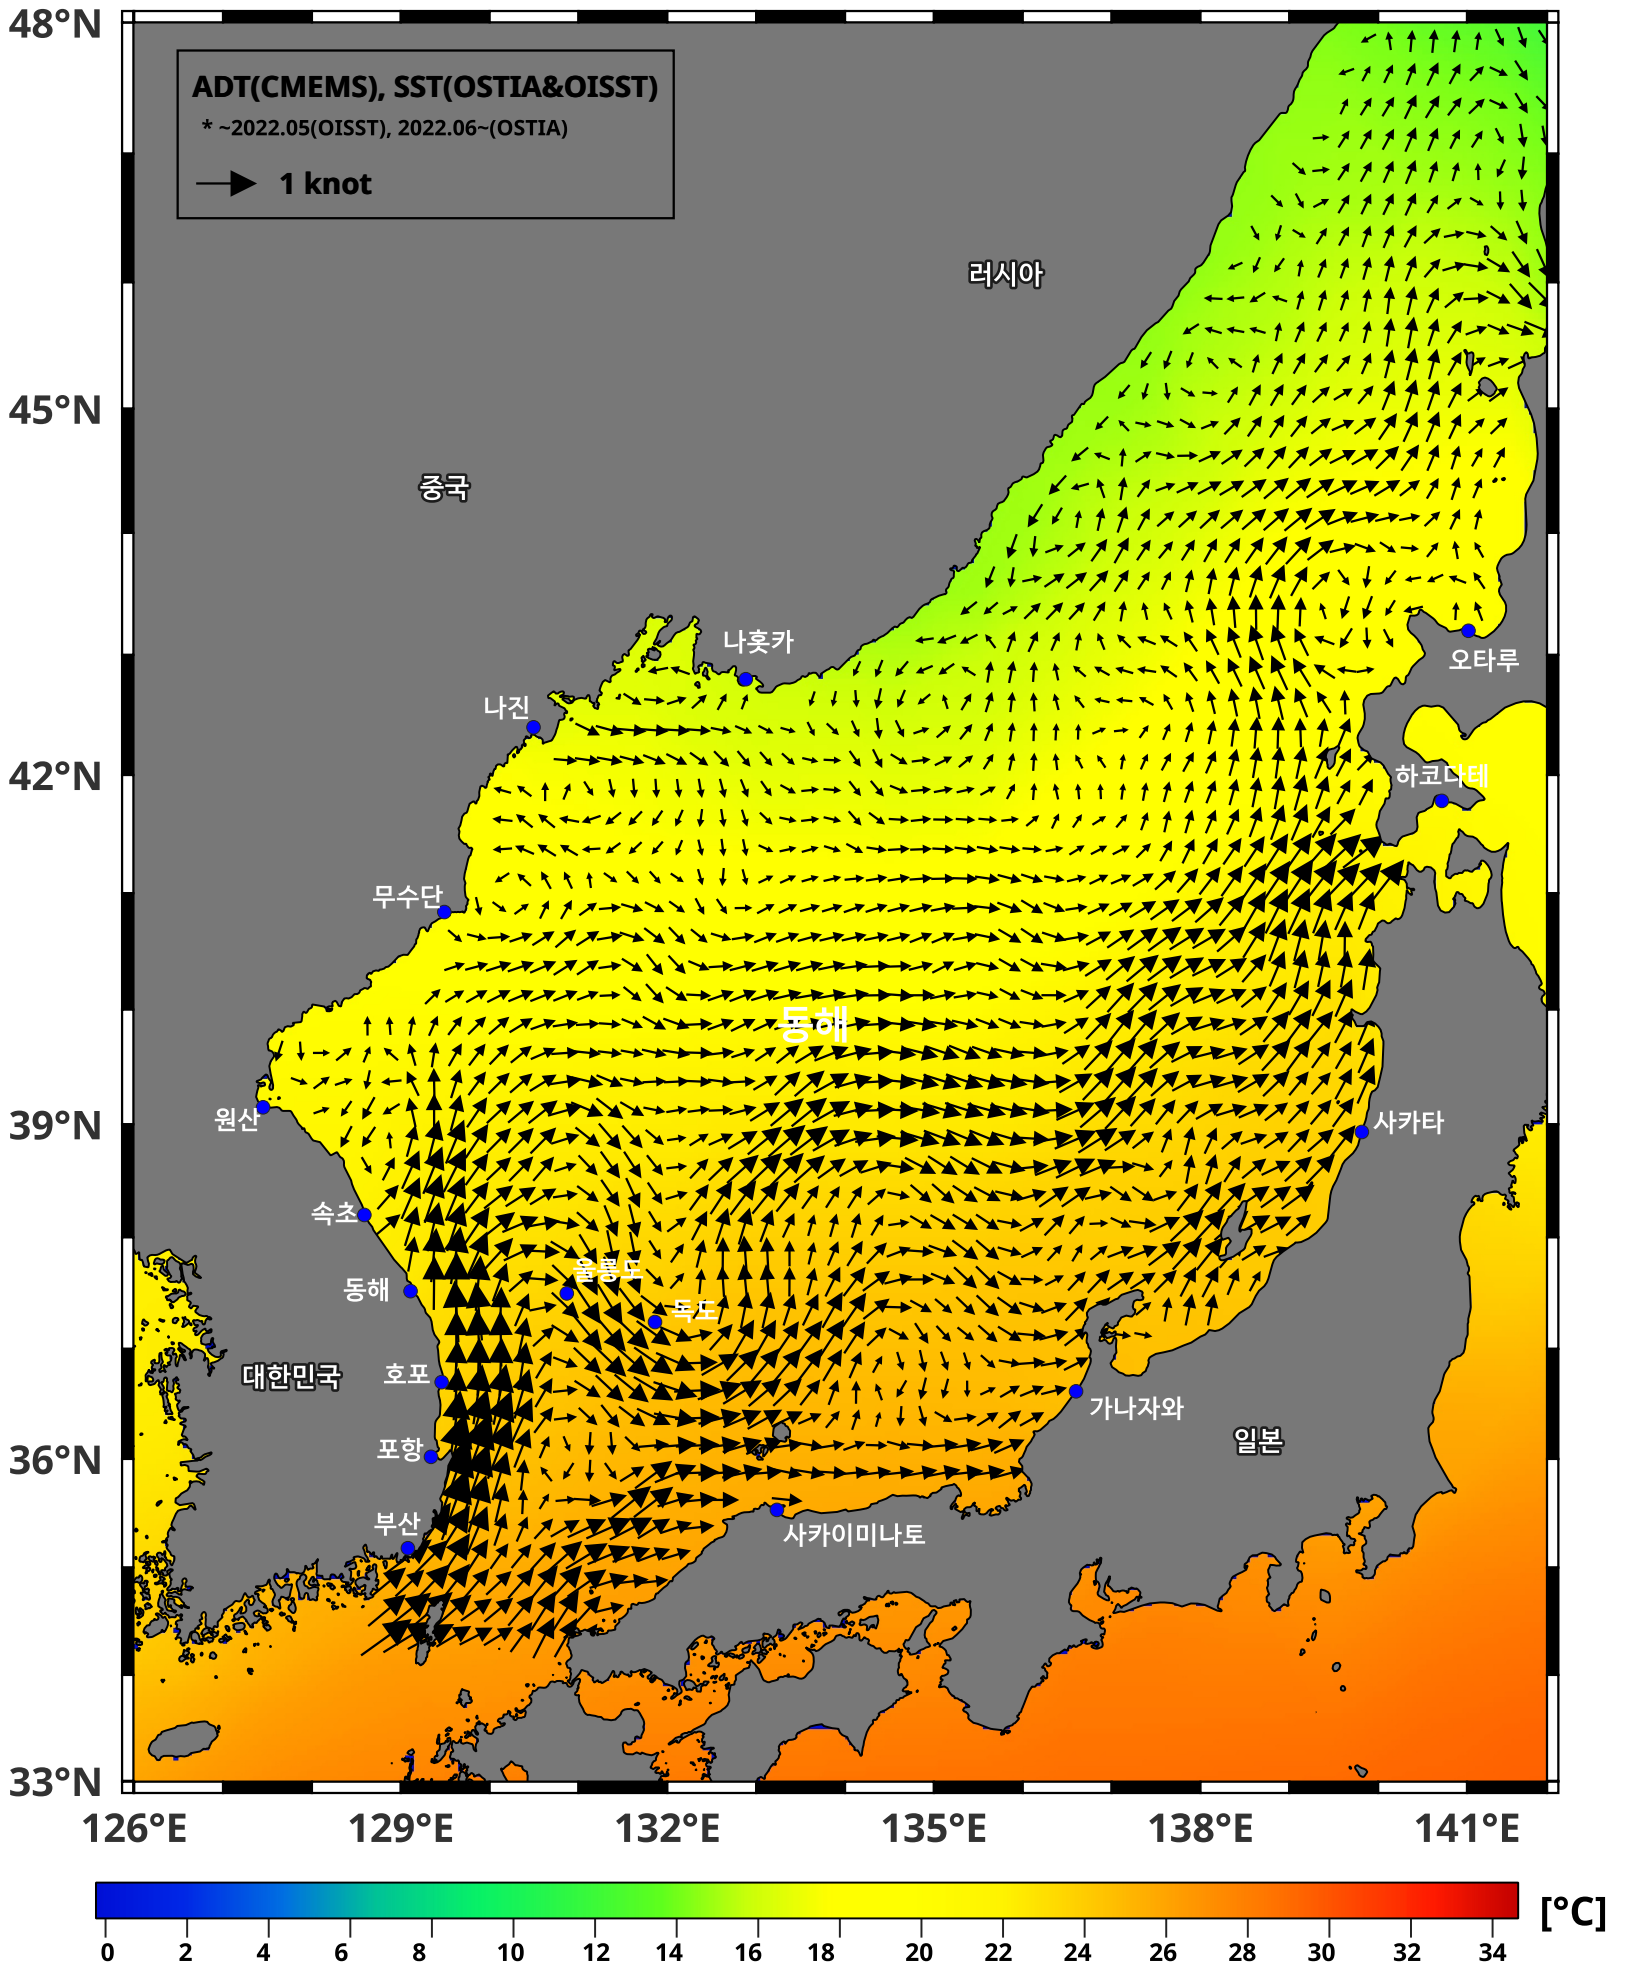 48°N
ADT(CMEMS), SST(OSTIA&OISST)
* ~2022.05(OISST), 2022.06~(OSTIA)
1 knot
러시아
45°N
중국
나홋카
오타루
나진
42°N
하코다테
무수단
동해
39°N
원산
사카타
속초
울릉도
동해
독도
대한민국
호포
가나자와
36°N
포항
일본
부산
사카이미나토
33°N
126°E 129°E 132°E 135°E 138°E 141°E
[°C]
0 2 4 6 8 10 12 14 16 18 20 22 24 26 28 30 32 34